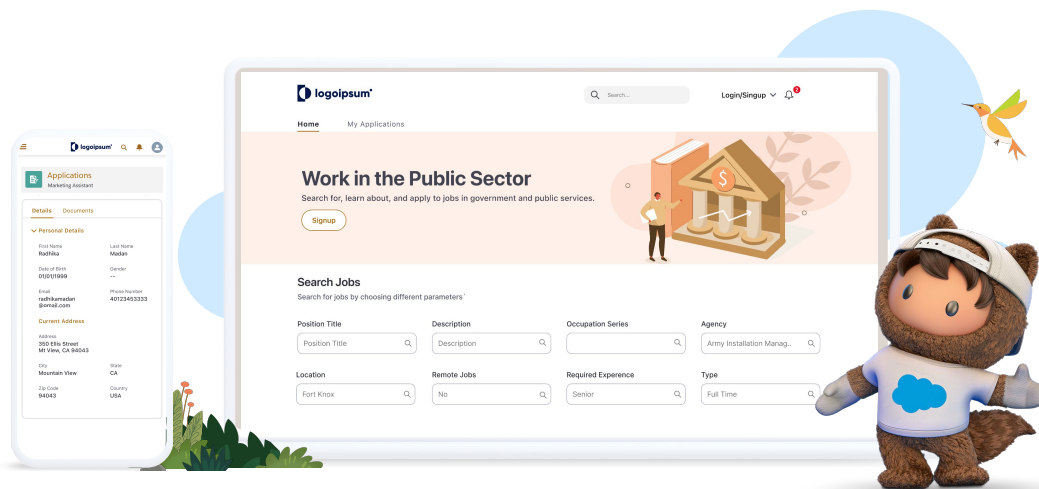 logoipsum
Applications
Marketing Assistant
Details Documents
Personal Details
First Name Last Name
Radhika Madan
Date of Birth Gender
01/01/1999 --
Email Phone Number
radhikamadan 40123453333
@gmail.com
Current Address
Address
350 Ellis Street
Mt View, CA 94043
City State
Mountain View CA
Zip Code Country
94043 USA
logoipsum
Search...
Login/Singup
2
Home My Applications
Work in the Public Sector
Search for, learn about, and apply to jobs in government and public services.
Signup
$
Search Jobs
Search for jobs by choosing different parameters`
Position Title Description Occupation Series Agency
Position Title Description Army Installation Manag..
Location Remote Jobs Required Experence Type
Fort Knox No Senior Full Time